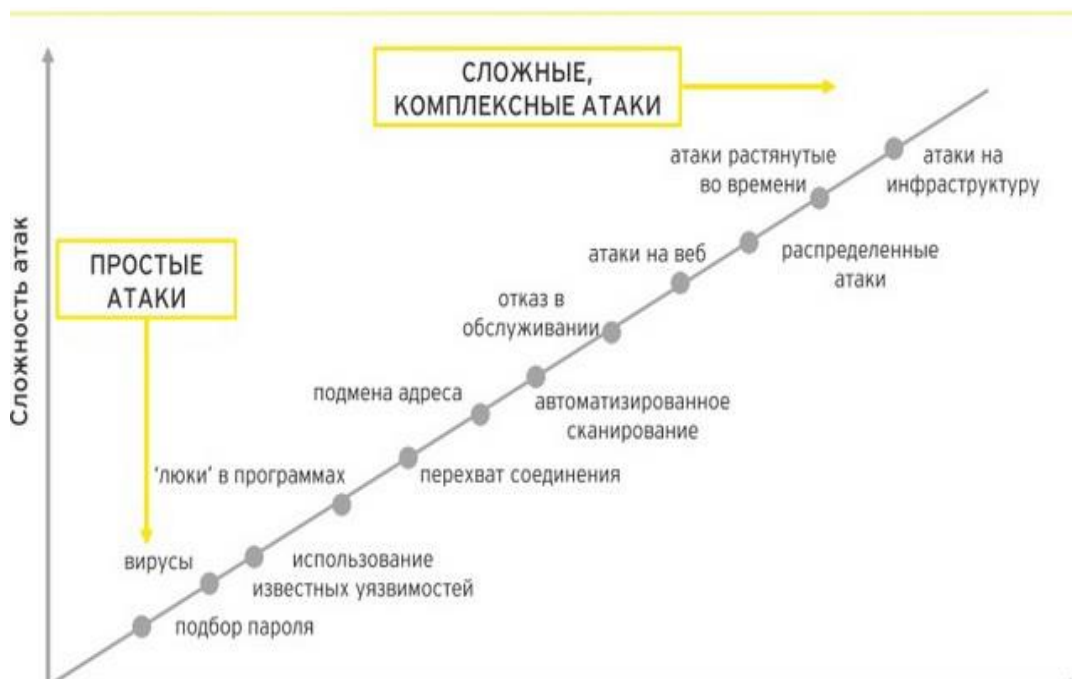 СЛОЖНЫЕ,
КОМПЛЕКСНЫЕ АТАКИ
атаки растянутые
во времени
атаки на
инфраструктуру
Сложность атак
ПРОСТЫЕ
АТАКИ
атаки на веб
распределенные
атаки
отказ в
обслуживании
подмена адреса
автоматизированное
сканирование
'люки' в программах
перехват соединения
вирусы
использование
известных уязвимостей
подбор пароля